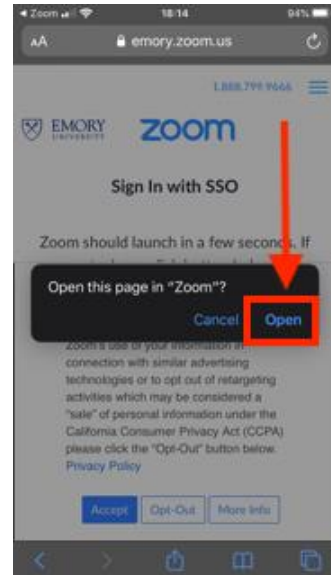 Zoom
18:14
94%
AA
emory.zoom.us
1.888.799.9666
EMORY
UNIVERSITY
zoom
Sign In with SSO
Zoom should launch in a few seconds. If
Open this page in "Zoom"?
Cancel Open
Zoom's use of your information in
connection with similar advertising
technologies or to opt out of retargeting
activities which may be considered a
"sale" of personal information under the
California Consumer Privacy Act (CCPA)
please click the "Opt-Out" button below.
Privacy Policy
Accept Opt-Out More Info